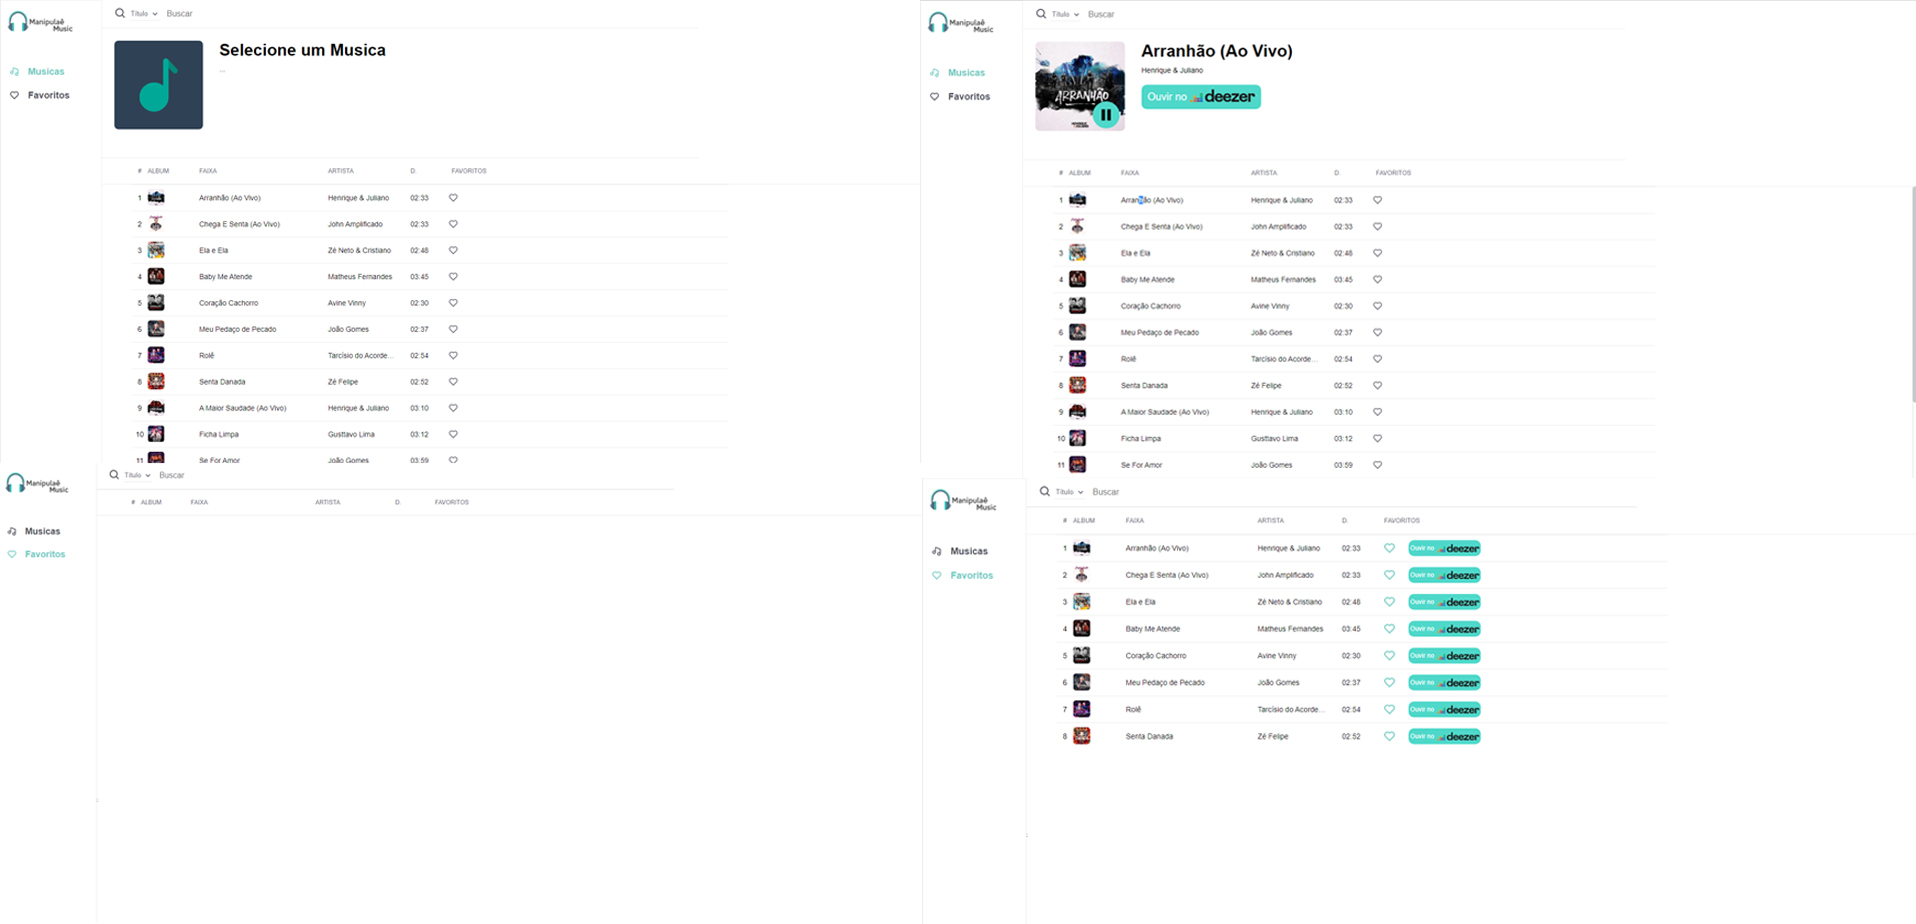 Manipulaê
Music
Título
Buscar
Musicas
Favoritos
Selecione um Musica
...
# ALBUM FAIXA ARTISTA D. FAVORITOS
1 Arranhão (Ao Vivo) Henrique & Juliano 02:33
2 Chega E Senta (Ao Vivo) John Amplificado 02:33
3 Ela e Ela Zé Neto & Cristiano 02:48
4 Baby Me Atende Matheus Fernandes 03:45
5 Coração Cachorro Avine Vinny 02:30
6 Meu Pedaço de Pecado João Gomes 02:37
7 Rolê Tarcísio do Acorde... 02:54
8 Senta Danada Zé Felipe 02:52
9 A Maior Saudade (Ao Vivo) Henrique & Juliano 03:10
10 Ficha Limpa Gusttavo Lima 03:12
11 Se For Amor João Gomes 03:59
Manipulaê
Music
Título
Buscar
Musicas
Favoritos
ARRANHÃO
Arranhão (Ao Vivo)
Henrique & Juliano
Ouvir no deezer
# ALBUM FAIXA ARTISTA D. FAVORITOS
1 Arranhão (Ao Vivo) Henrique & Juliano 02:33
2 Chega E Senta (Ao Vivo) John Amplificado 02:33
3 Ela e Ela Zé Neto & Cristiano 02:48
4 Baby Me Atende Matheus Fernandes 03:45
5 Coração Cachorro Avine Vinny 02:30
6 Meu Pedaço de Pecado João Gomes 02:37
7 Rolê Tarcísio do Acorde... 02:54
8 Senta Danada Zé Felipe 02:52
9 A Maior Saudade (Ao Vivo) Henrique & Juliano 03:10
10 Ficha Limpa Gusttavo Lima 03:12
11 Se For Amor João Gomes 03:59
Manipulaê
Music
Título
Buscar
Musicas
Favoritos
# ALBUM FAIXA ARTISTA D. FAVORITOS
Manipulaê
Music
Título
Buscar
Musicas
Favoritos
# ALBUM FAIXA ARTISTA D. FAVORITOS
1 Arranhão (Ao Vivo) Henrique & Juliano 02:33 Ouvir no deezer
2 Chega E Senta (Ao Vivo) John Amplificado 02:33 Ouvir no deezer
3 Ela e Ela Zé Neto & Cristiano 02:48 Ouvir no deezer
4 Baby Me Atende Matheus Fernandes 03:45 Ouvir no deezer
5 Coração Cachorro Avine Vinny 02:30 Ouvir no deezer
6 Meu Pedaço de Pecado João Gomes 02:37 Ouvir no deezer
7 Rolê Tarcísio do Acorde... 02:54 Ouvir no deezer
8 Senta Danada Zé Felipe 02:52 Ouvir no deezer